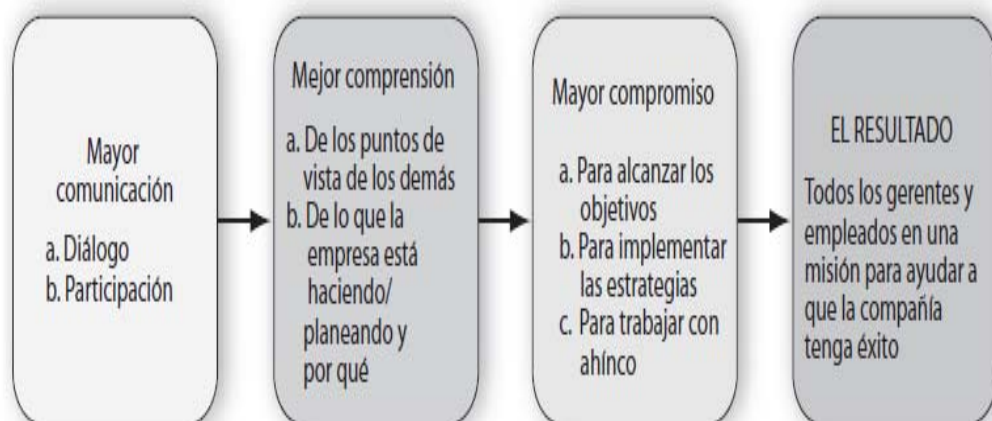 Mayor
comunicación
a. Diálogo
b. Participación
Mejor comprensión
a. De los puntos de
vista de los demás
b. De lo que la
empresa está
haciendo/
planeando y
por qué
Mayor compromiso
a. Para alcanzar los
objetivos
b. Para implementar
las estrategias
c. Para trabajar con
ahínco
EL RESULTADO
Todos los gerentes y
empleados en una
misión para ayudar a
que la compañía
tenga éxito